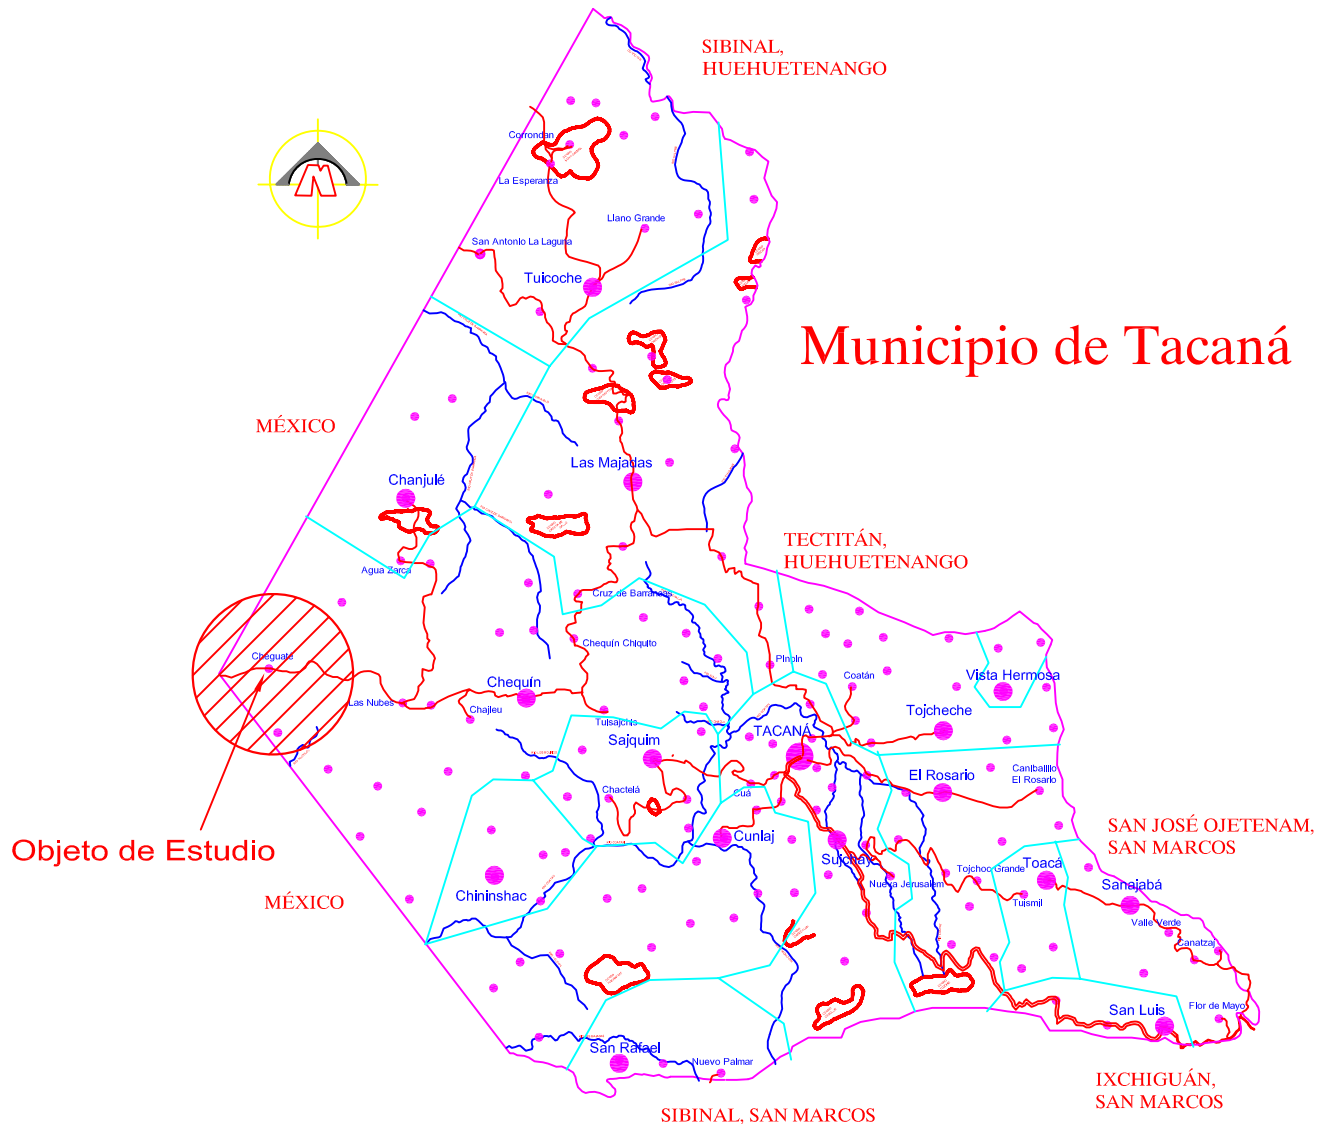 SIBINAL,
HUEHUETENANGO
Corrondan
La Esperanza
Llano Grande
San Antonio La Laguna
Tuicoche
Municipio de Tacaná
MÉXICO
Las Majadas
Chanjulé
TECTITÁN,
HUEHUETENANGO
Agua Zarca
Cruz de Barrancas
Chequín Chiquito
Cheguate
Pinoln
Coatán
Vista Hermosa
Chequín
Las Nubes
Chajleu
Tojcheche
TACANÁ
Sajquim
El Rosario
Canibalillo
El Rosario
Chactelá
Cuá
SAN JOSÉ OJETENAM,
SAN MARCOS
Cunlaj
Objeto de Estudio
Sujchay
Tojchoc Grande
Toacá
Nueva Jerusalem
Sanajabá
Chininshac
Tujsmjl
MÉXICO
Valle Verde
Canatzaj
San Luis
Flor de Mayo
San Rafael
Nuevo Palmar
IXCHIGUÁN,
SAN MARCOS
SIBINAL, SAN MARCOS